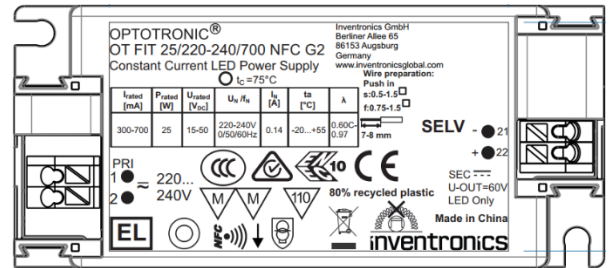 OPTOTRONIC®
OT FIT 25/220-240/700 NFC G2
Constant Current LED Power Supply
tc=75°C
Inventronics GmbH
Berliner Allee 65
86153 Augsburg
Germany
www.inventronicsglobal.com
Wire preparation:
Push in
s:0.5-1.5
f:0.75-1.5
7-8 mm
Irated [mA] Prated [W] Urated [VDC] UN /fN IN [A] ta [°C] λ
300-700 25 15-50 220-240V 0/50/60Hz 0.14 -20...+55 0.60C-0.97
SELV - 21
+ 22
PRI
1
2
220...
240V
CCC
10
CE
SEC
U-OUT=60V
LED Only
M M 110
80% recycled plastic
Made in China
EL
NFC
inventronics